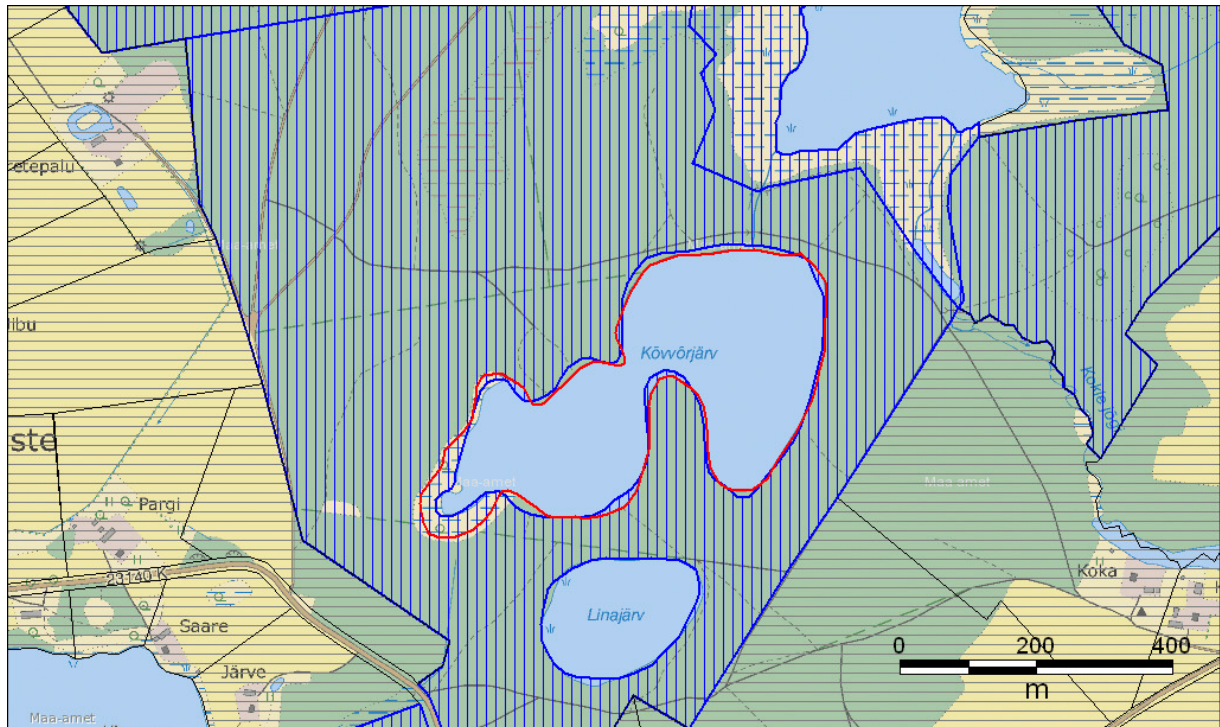 etepalu
Maa-amet
Jibu
Kõvvõrjärv
ste
Kokle jõgi
Maa-amet
Maa amet
Pargi
23140 K
Koka
Linajärv
Saare
Järve
0 200 400
m
Maa-amet